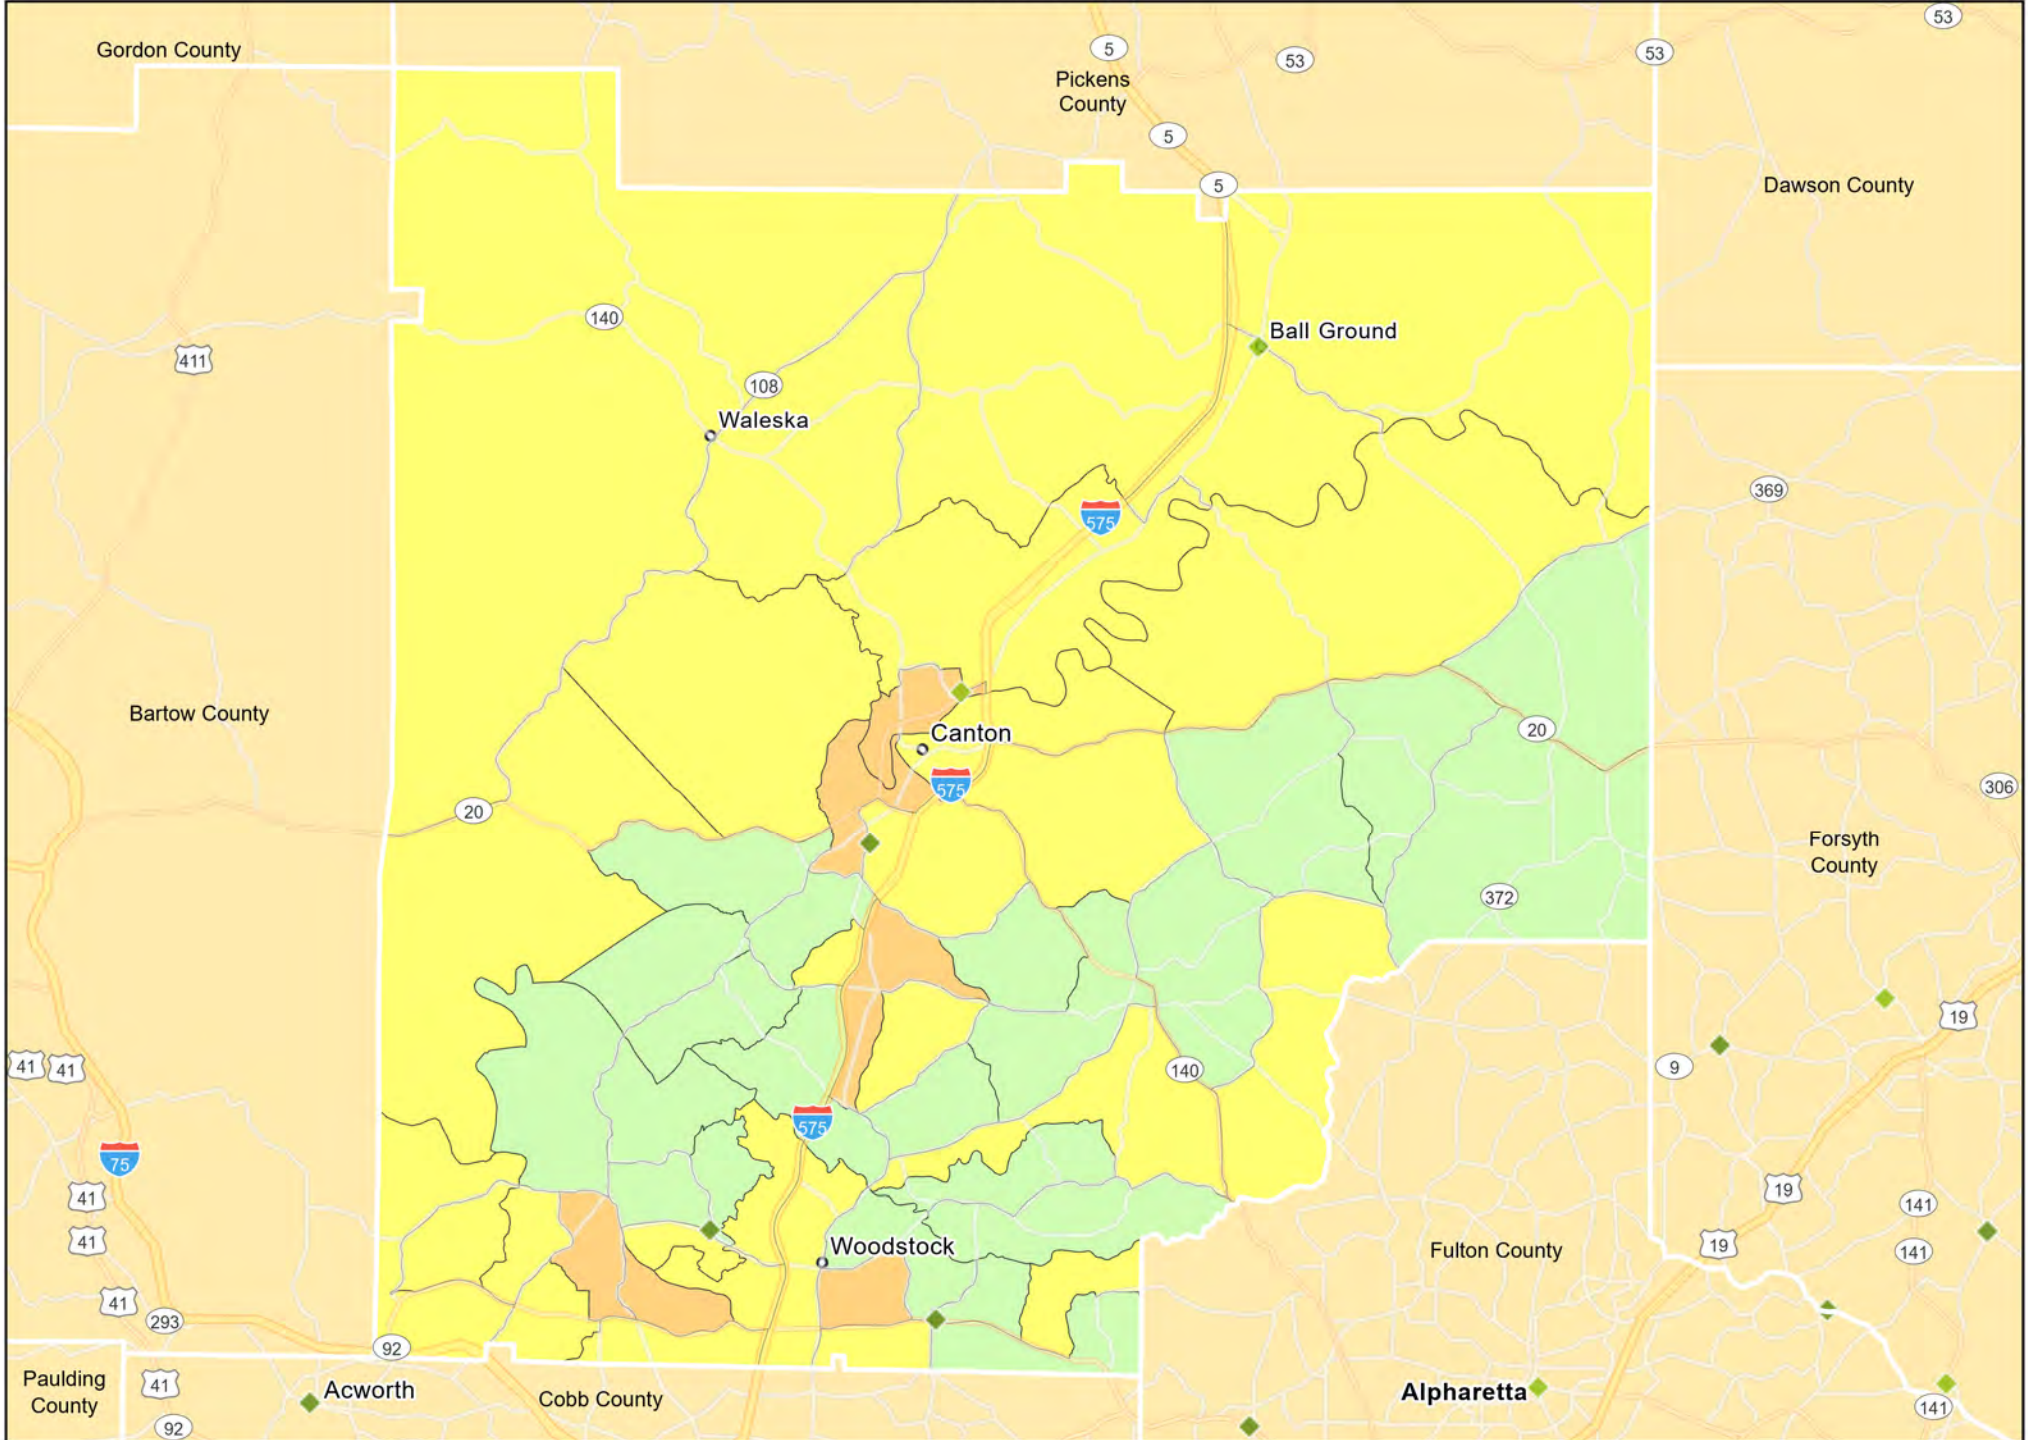 53
Gordon County
5
53
53
Pickens
County
5
5
Dawson County
140
Ball Ground
411
108
Waleska
369
575
Bartow County
20
Canton
575
306
20
Forsyth
County
372
19
41
41
9
140
575
75
41
19
141
41
Woodstock
19
Fulton County
141
41
293
92
Paulding
County
41
Acworth
Cobb County
Alpharetta
141
92